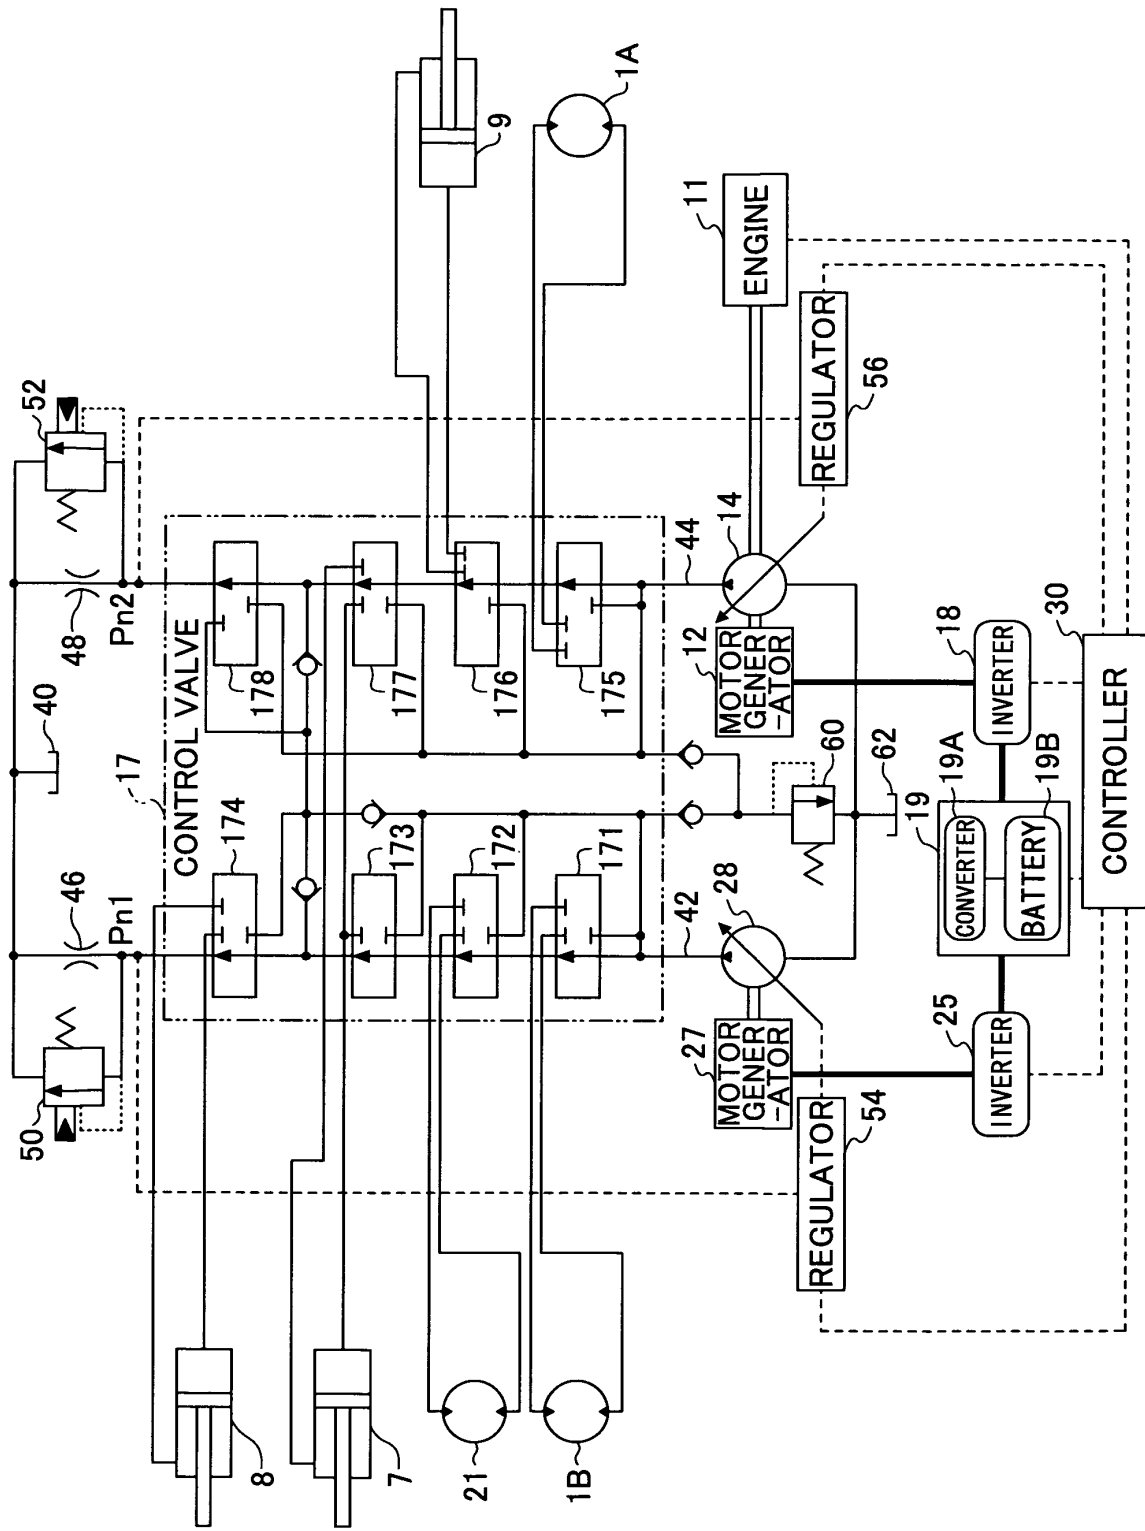 50
52
46
40
48
Pn1
Pn2
17
CONTROL VALVE
174
178
8
7
173
177
21
172
176
9
1B
171
175
1A
42
44
11
27
28
12
14
MOTOR
GENER
-ATOR
MOTOR
GENER
-ATOR
ENGINE
REGULATOR
60
REGULATOR
54
62
56
25
19
19A
18
INVERTER
CONVERTER
INVERTER
BATTERY
19B
30
CONTROLLER